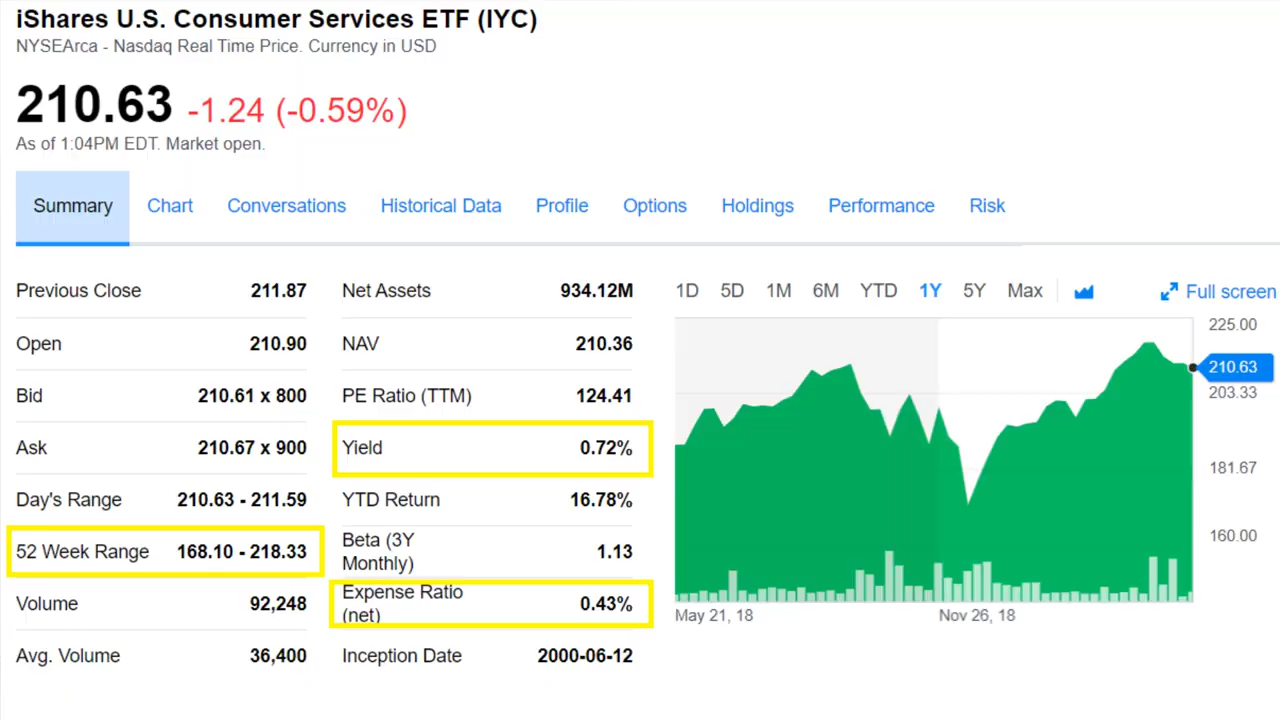 iShares U.S. Consumer Services ETF (IYC)
NYSEArca - Nasdaq Real Time Price. Currency in USD
210.63 -1.24 (-0.59%)
As of 1:04PM EDT. Market open.
Summary Chart Conversations Historical Data Profile Options Holdings Performance Risk
Previous Close 211.87
Open 210.90
Bid 210.61 x 800
Ask 210.67 x 900
Day's Range 210.63 - 211.59
52 Week Range 168.10 - 218.33
Volume 92,248
Avg. Volume 36,400
Net Assets 934.12M
NAV 210.36
PE Ratio (TTM) 124.41
Yield 0.72%
YTD Return 16.78%
Beta (3Y
Monthly) 1.13
Expense Ratio
(net) 0.43%
Inception Date 2000-06-12
1D 5D 1M 6M YTD 1Y 5Y Max Full screen
225.00
210.63
203.33
181.67
160.00
May 21, 18 Nov 26, 18